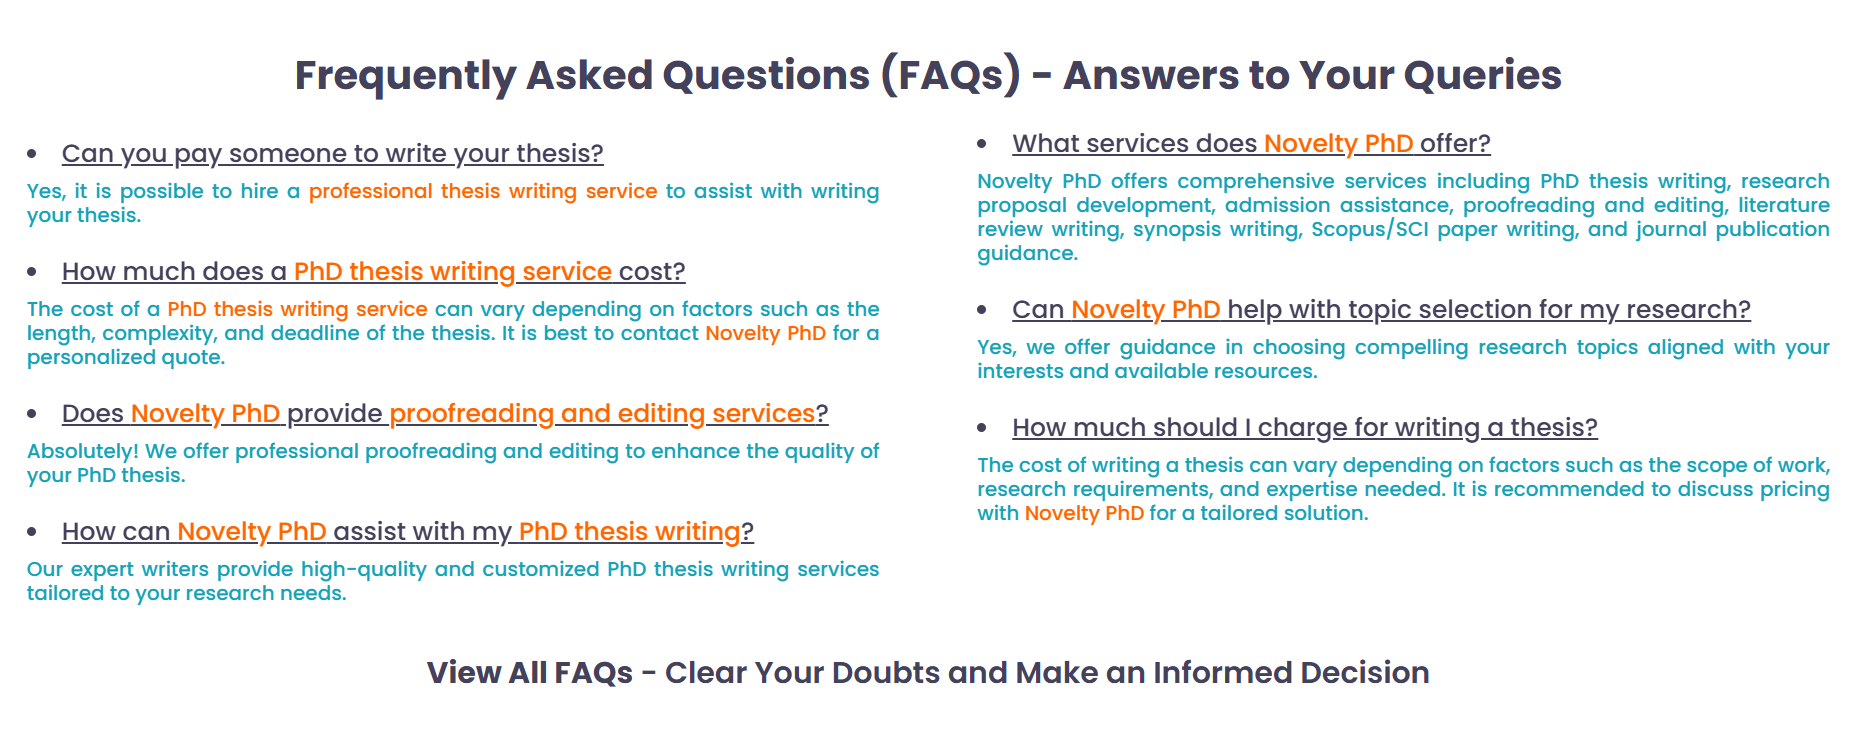 Frequently Asked Questions (FAQs) - Answers to Your Queries
• Can you pay someone to write your thesis?
Yes, it is possible to hire a professional thesis writing service to assist with writing
your thesis.
• How much does a PhD thesis writing service cost?
The cost of a PhD thesis writing service can vary depending on factors such as the
length, complexity, and deadline of the thesis. It is best to contact Novelty PhD for a
personalized quote.
• Does Novelty PhD provide proofreading and editing services?
Absolutely! We offer professional proofreading and editing to enhance the quality of
your PhD thesis.
• How can Novelty PhD assist with my PhD thesis writing?
Our expert writers provide high-quality and customized PhD thesis writing services
tailored to your research needs.
• What services does Novelty PhD offer?
Novelty PhD offers comprehensive services including PhD thesis writing, research
proposal development, admission assistance, proofreading and editing, literature
review writing, synopsis writing, Scopus/SCI paper writing, and journal publication
guidance.
• Can Novelty PhD help with topic selection for my research?
Yes, we offer guidance in choosing compelling research topics aligned with your
interests and available resources.
• How much should I charge for writing a thesis?
The cost of writing a thesis can vary depending on factors such as the scope of work,
research requirements, and expertise needed. It is recommended to discuss pricing
with Novelty PhD for a tailored solution.
View All FAQs - Clear Your Doubts and Make an Informed Decision